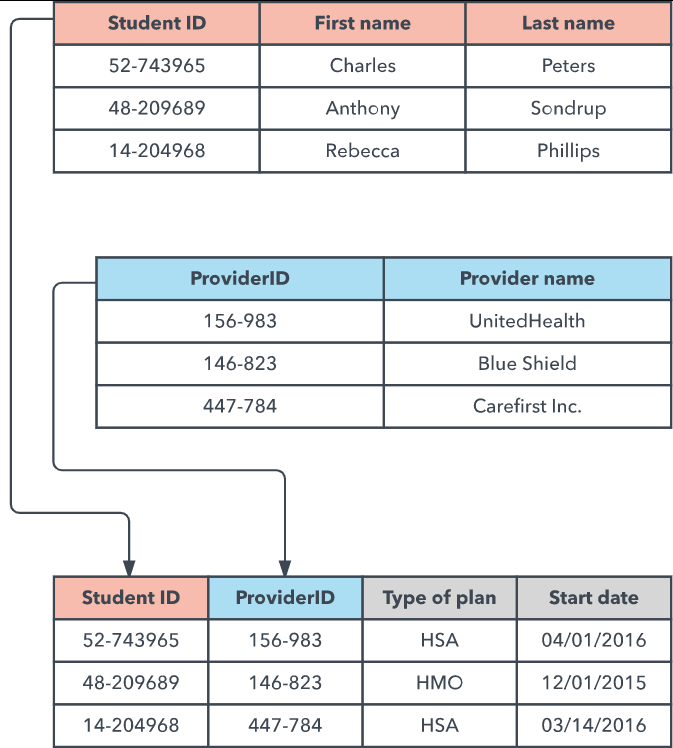 Student ID First name Last name
52-743965 Charles Peters
48-209689 Anthony Sondrup
14-204968 Rebecca Phillips
ProviderID Provider name
156-983 UnitedHealth
146-823 Blue Shield
447-784 Carefirst Inc.
Student ID ProviderID Type of plan Start date
52-743965 156-983 HSA 04/01/2016
48-209689 146-823 HMO 12/01/2015
14-204968 447-784 HSA 03/14/2016